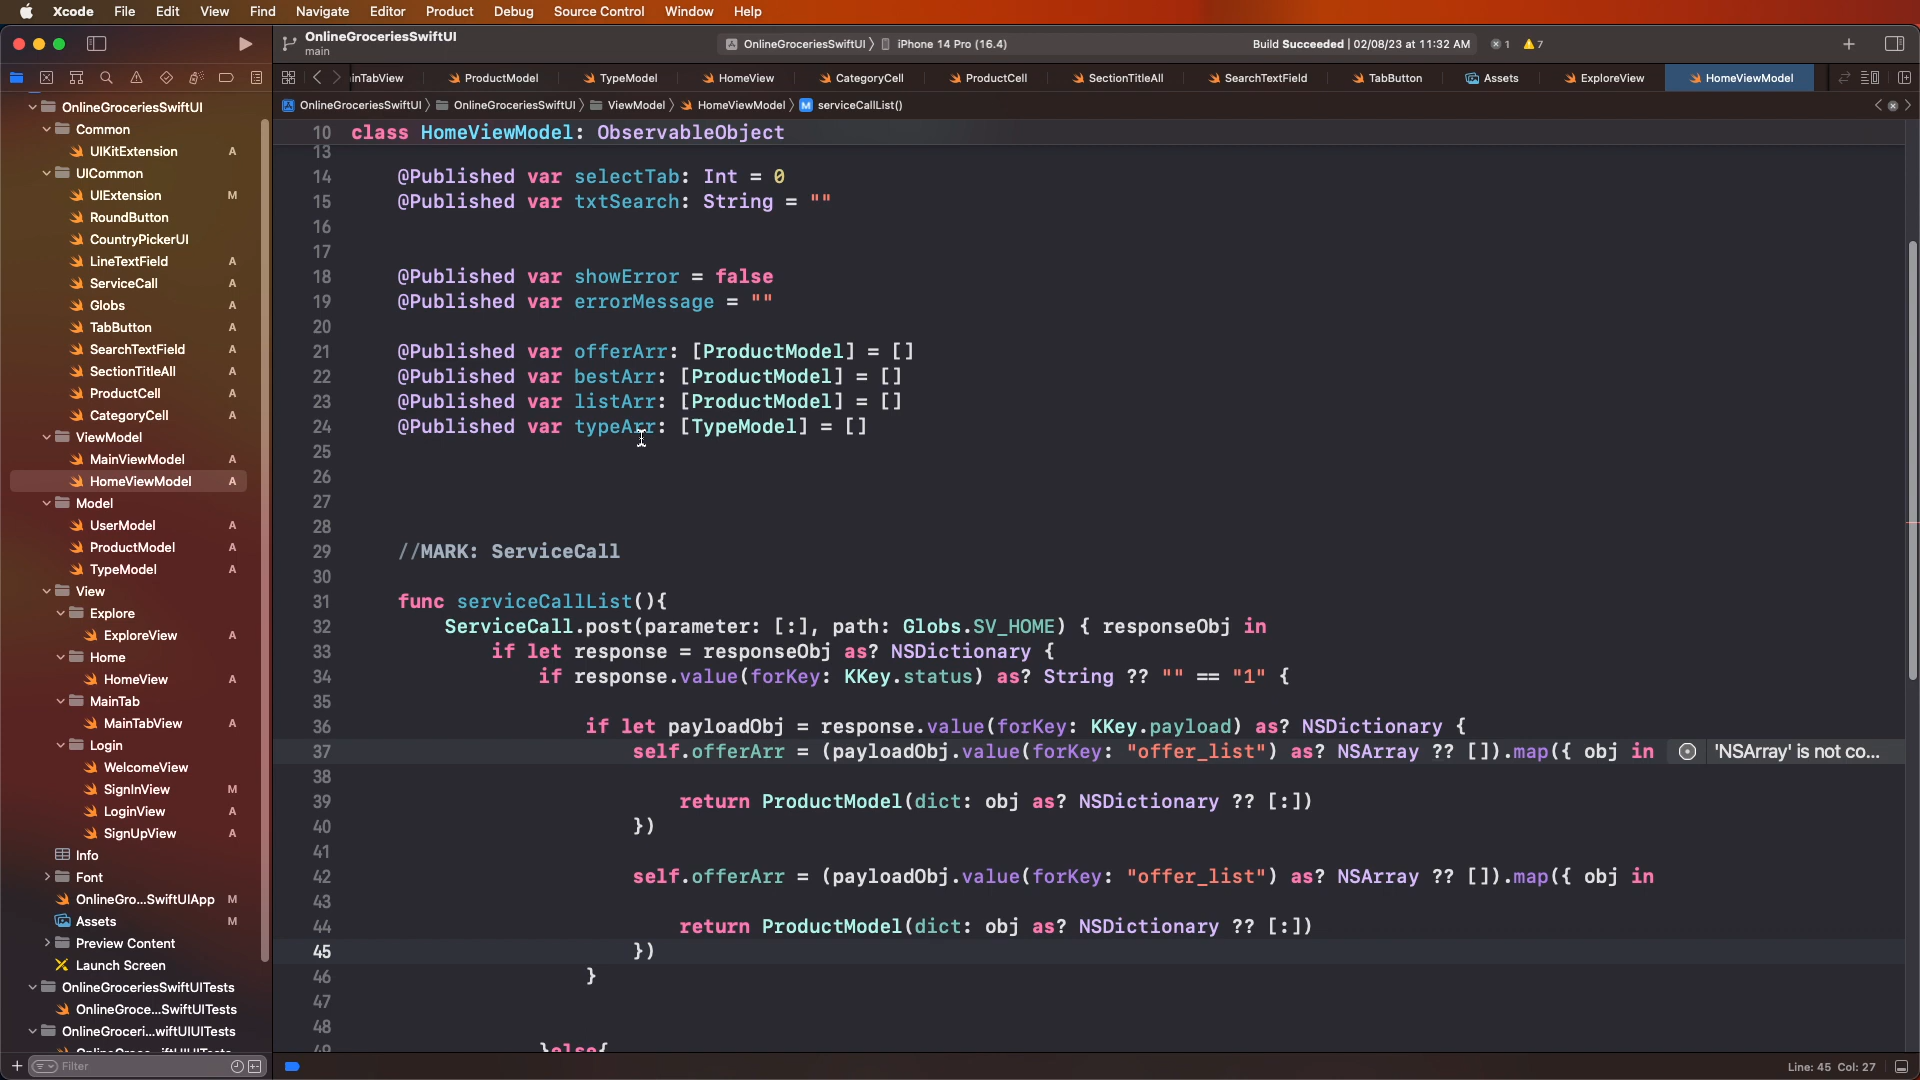 Xcode File Edit View Find Navigate Editor Product Debug Source Control Window Help
OnlineGroceriesSwiftUI
main
OnlineGroceriesSwiftUI 〉 iPhone 14 Pro (16.4)
Build Succeeded | 02/08/23 at 11:32 AM
1
7
inTabView ProductModel TypeModel HomeView CategoryCell ProductCell SectionTitleAll SearchTextField TabButton Assets ExploreView HomeViewModel
OnlineGroceriesSwiftUI 〉 OnlineGroceriesSwiftUI 〉 ViewModel 〉 HomeViewModel 〉 M serviceCallList()
OnlineGroceriesSwiftUI
Common
UIKitExtension A
UICommon
UIExtension M
RoundButton
CountryPickerUI
LineTextField A
ServiceCall A
Globs A
TabButton A
SearchTextField A
SectionTitleAll A
ProductCell A
CategoryCell A
ViewModel
MainViewModel A
HomeViewModel A
Model
UserModel A
ProductModel A
TypeModel A
View
Explore
ExploreView A
Home
HomeView A
MainTab
MainTabView A
Login
WelcomeView
SignInView M
LoginView A
SignUpView A
Info
Font
OnlineGro...SwiftUIApp M
Assets M
Preview Content
Launch Screen
OnlineGroceriesSwiftUITests
OnlineGroce...SwiftUITests
OnlineGroceri...wiftUIUITests
Filter
10 class HomeViewModel: ObservableObject
13
14 @Published var selectTab: Int = 0
15 @Published var txtSearch: String = ""
16
17
18 @Published var showError = false
19 @Published var errorMessage = ""
20
21 @Published var offerArr: [ProductModel] = []
22 @Published var bestArr: [ProductModel] = []
23 @Published var listArr: [ProductModel] = []
24 @Published var typeArr: [TypeModel] = []
25
26
27
28
29 //MARK: ServiceCall
30
31 func serviceCallList(){
32 ServiceCall.post(parameter: [:], path: Globs.SV_HOME) { responseObj in
33 if let response = responseObj as? NSDictionary {
34 if response.value(forKey: KKey.status) as? String ?? "" == "1" {
35
36 if let payloadObj = response.value(forKey: KKey.payload) as? NSDictionary {
37 self.offerArr = (payloadObj.value(forKey: "offer_list") as? NSArray ?? []).map({ obj in 'NSArray' is not co...
38
39 return ProductModel(dict: obj as? NSDictionary ?? [:])
40 })
41
42 self.offerArr = (payloadObj.value(forKey: "offer_list") as? NSArray ?? []).map({ obj in
43
44 return ProductModel(dict: obj as? NSDictionary ?? [:])
45 })
46 }
47
48
49 }else{
Line: 45 Col: 27